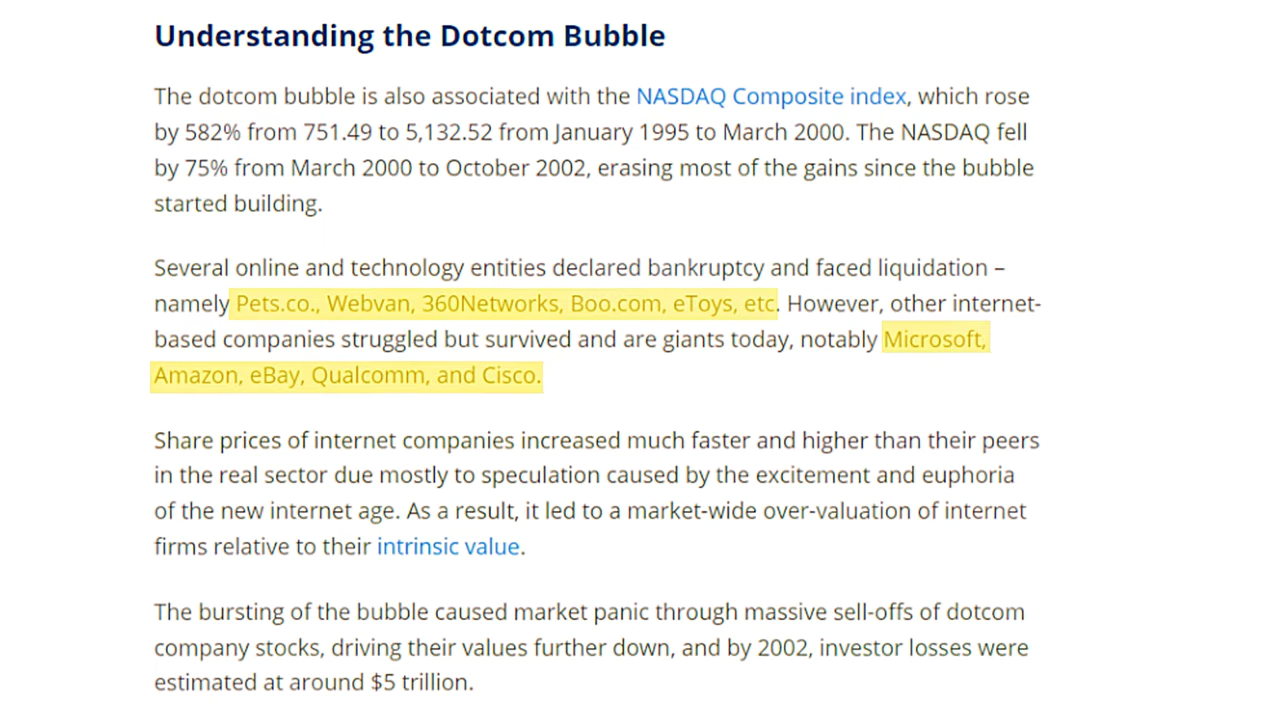 Understanding the Dotcom Bubble
The dotcom bubble is also associated with the NASDAQ Composite index, which rose
by 582% from 751.49 to 5,132.52 from January 1995 to March 2000. The NASDAQ fell
by 75% from March 2000 to October 2002, erasing most of the gains since the bubble
started building.
Several online and technology entities declared bankruptcy and faced liquidation –
namely Pets.co., Webvan, 360Networks, Boo.com, eToys, etc. However, other internet-
based companies struggled but survived and are giants today, notably Microsoft,
Amazon, eBay, Qualcomm, and Cisco.
Share prices of internet companies increased much faster and higher than their peers
in the real sector due mostly to speculation caused by the excitement and euphoria
of the new internet age. As a result, it led to a market-wide over-valuation of internet
firms relative to their intrinsic value.
The bursting of the bubble caused market panic through massive sell-offs of dotcom
company stocks, driving their values further down, and by 2002, investor losses were
estimated at around $5 trillion.